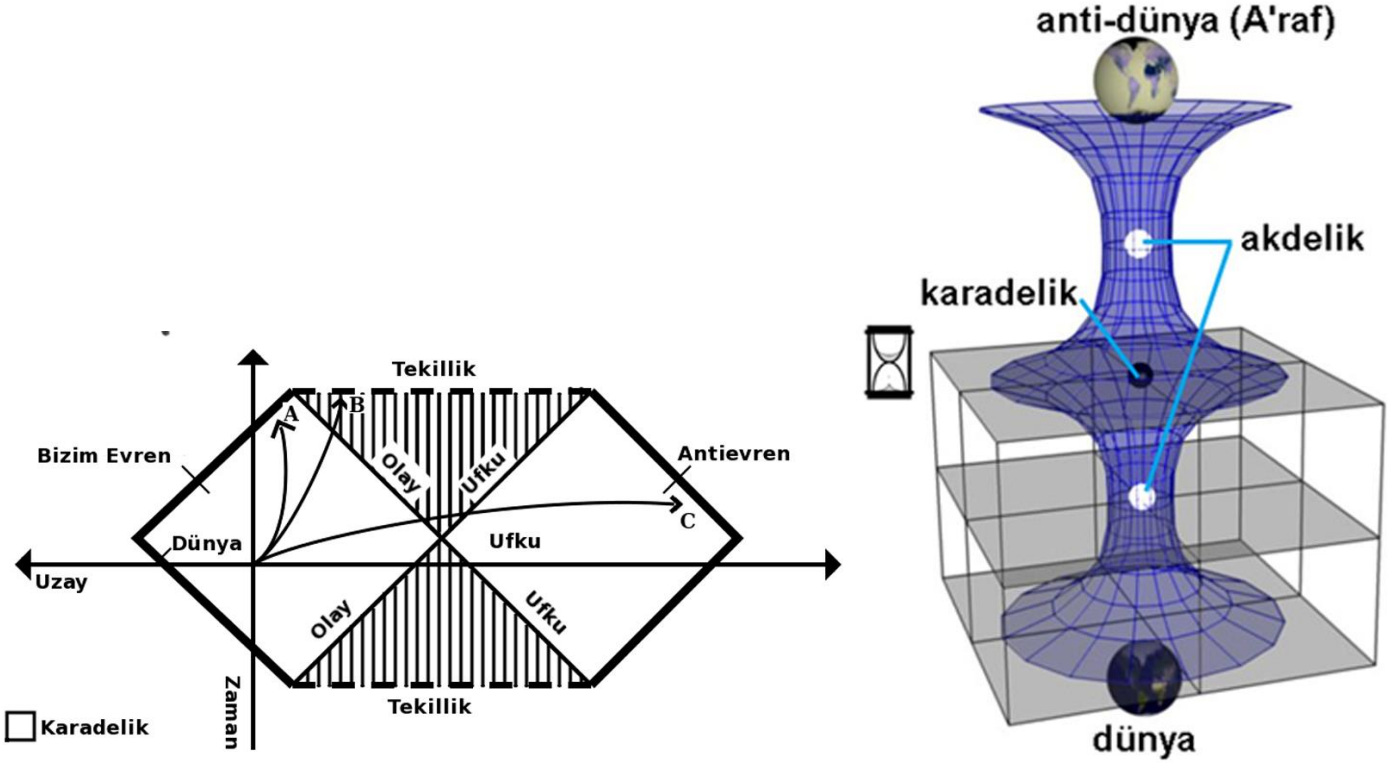 Tekillik
A
B
Bizim Evren
Olay
Ufku
Antievren
C
Dünya
Ufku
Uzay
Olay
Ufku
Zaman
Tekillik
Karadelik
anti-dünya (A'raf)
akdelik
karadelik
dünya